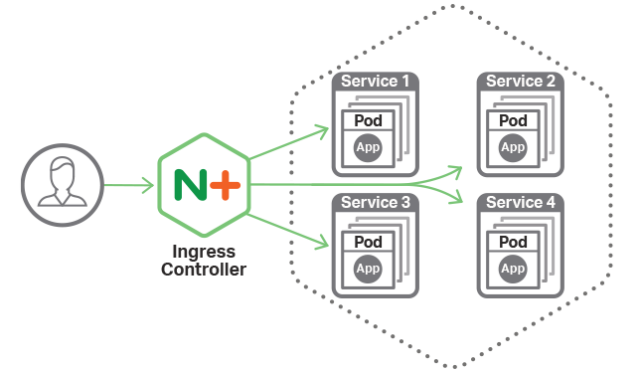 Service 1
Pod
App
Service 2
Pod
App
N+
Ingress
Controller
Service 3
Pod
App
Service 4
Pod
App